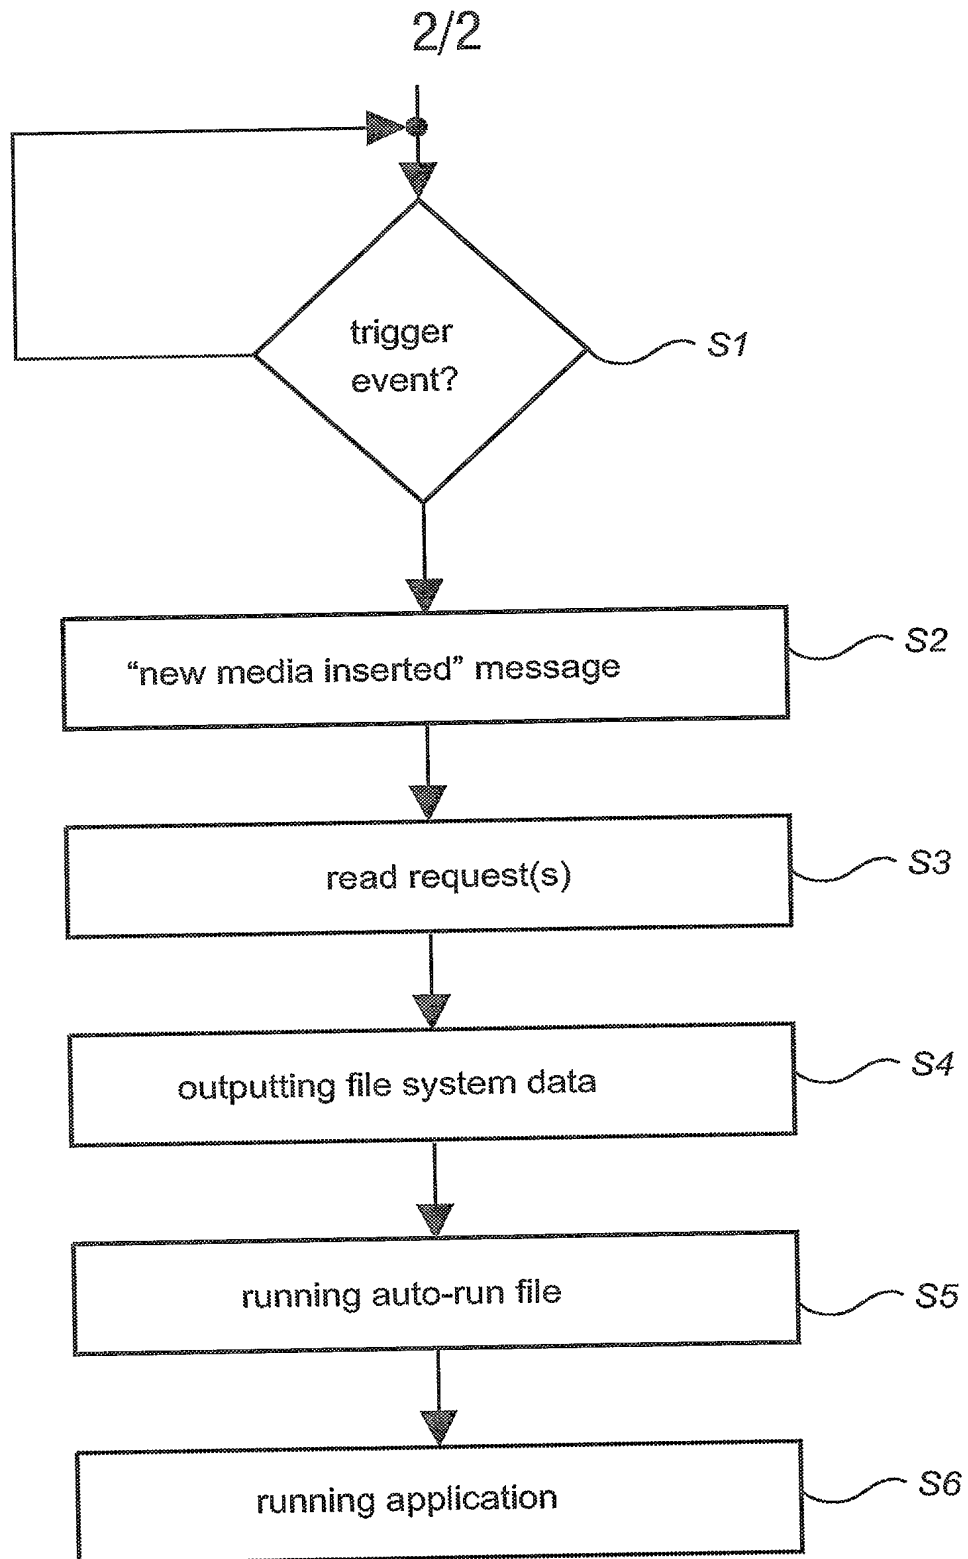 2/2
trigger
event?
S1
“new media inserted” message
S2
read request(s)
S3
outputting file system data
S4
running auto-run file
S5
running application
S6